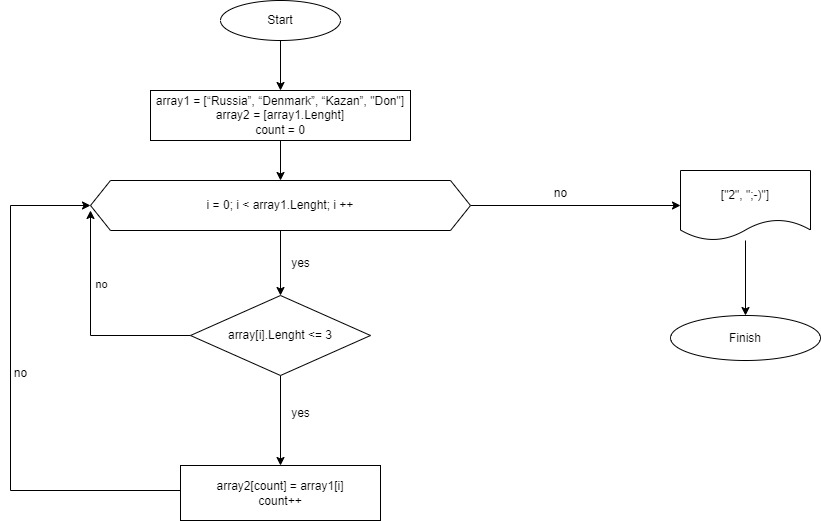 Start
array1 = ["Russia", “Denmark”, “Kazan”, "Don"]
array2 = [array1.Lenght]
count = 0
i = 0; i < array1.Lenght; i ++
no
["2", ";-)"]
yes
no
array[i].Lenght <= 3
Finish
no
yes
array2[count] = array1[i]
count++